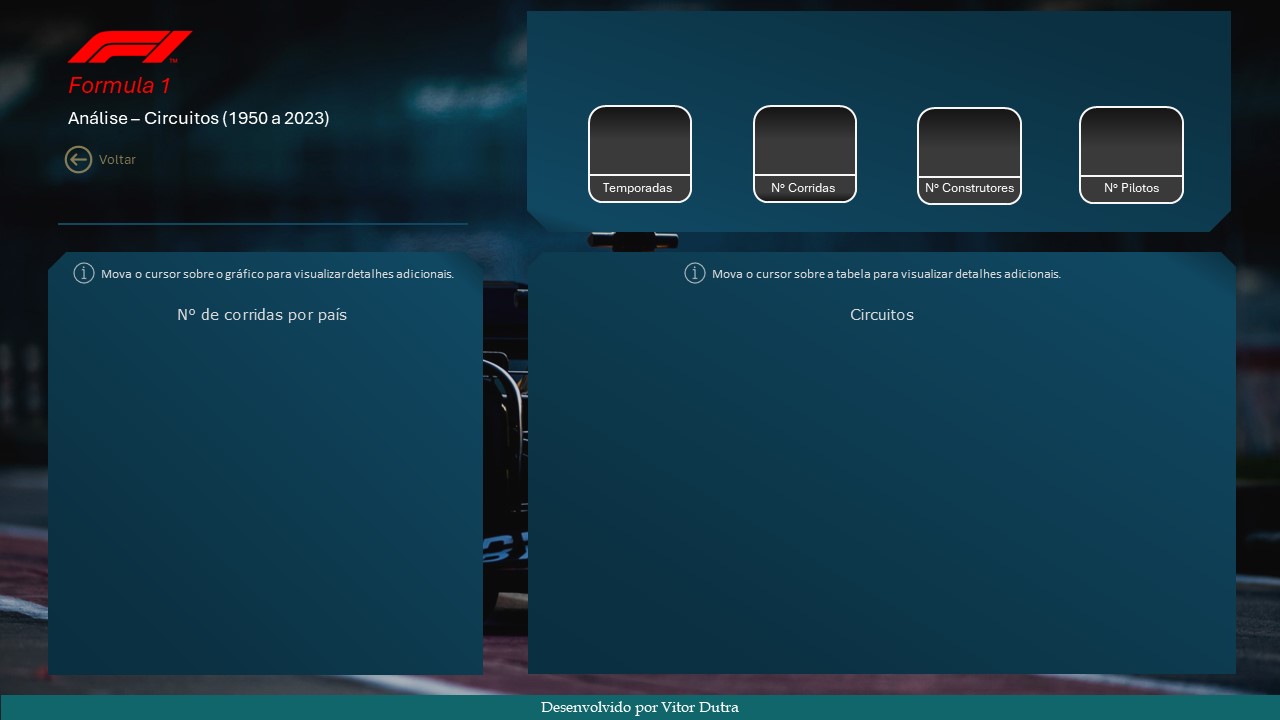 F1
Formula 1
Análise – Circuitos (1950 a 2023)
Voltar
Temporadas
Nº Corridas
Nº Construtores
Nº Pilotos
Mova o cursor sobre o gráfico para visualizar detalhes adicionais.
Nº de corridas por país
Mova o cursor sobre a tabela para visualizar detalhes adicionais.
Circuitos
Desenvolvido por Vitor Dutra